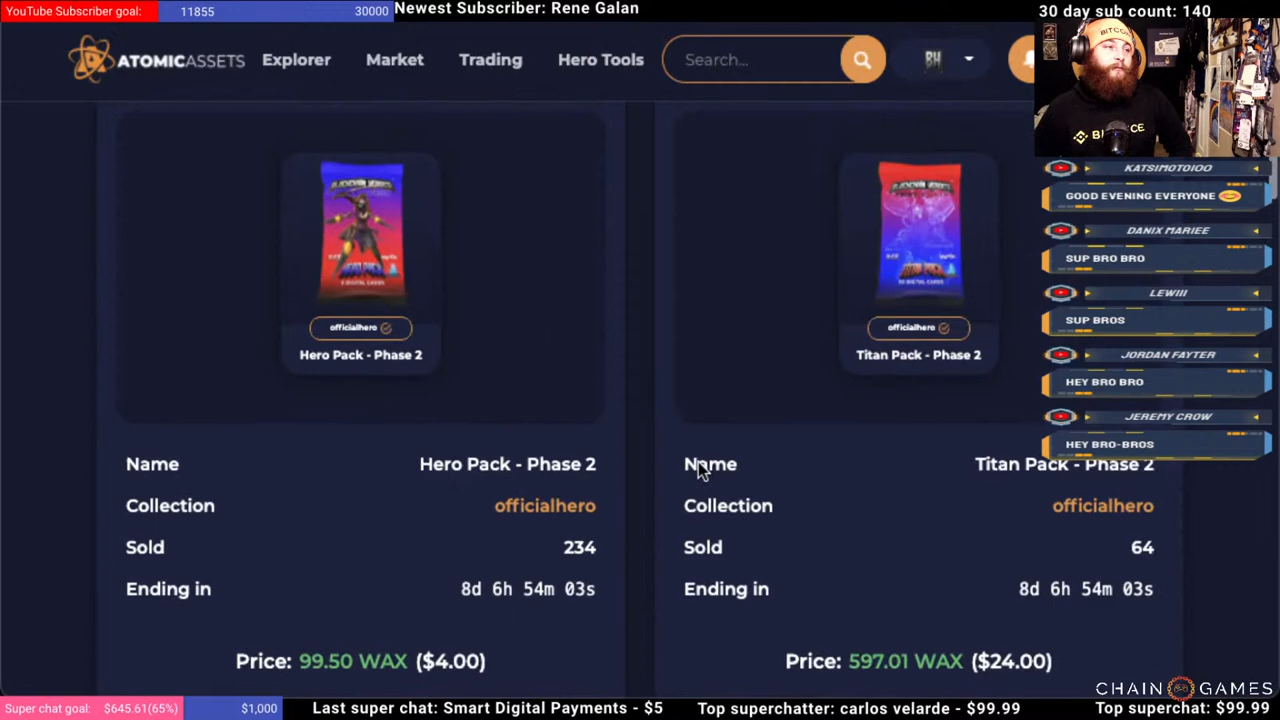 YouTube Subscriber goal: 11855 30000 Newest Subscriber: Rene Galan 30 day sub count: 140
ATOMICASSETS Explorer Market Trading Hero Tools Search... BH
BITCOIN
officialhero
Hero Pack - Phase 2
officialhero
Titan Pack - Phase 2
Name Hero Pack - Phase 2
Collection officialhero
Sold 234
Ending in 8d 6h 54m 03s
Price: 99.50 WAX ($4.00)
Name Titan Pack - Phase 2
Collection officialhero
Sold 64
Ending in 8d 6h 54m 03s
Price: 597.01 WAX ($24.00)
KATSIMOTO100
GOOD EVENING EVERYONE
DANIX MARIEE
SUP BRO BRO
LEWIII
SUP BROS
JORDAN FAYTER
HEY BRO BRO
JEREMY CROW
HEY BRO-BROS
CHAIN GAMES
Super chat goal: $645.61(65%) $1,000 Last super chat: Smart Digital Payments - $5 Top superchatter: carlos velarde - $99.99 Top superchat: $99.99